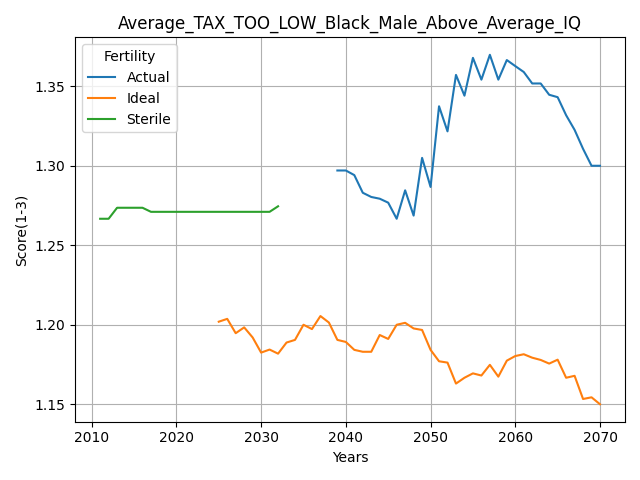 Average_TAX_TOO_LOW_Black_Male_Above_Average_IQ
Fertility
Actual
Ideal
Sterile
Score(1-3)
1.35
1.30
1.25
1.20
1.15
2010 2020 2030 2040 2050 2060 2070
Years